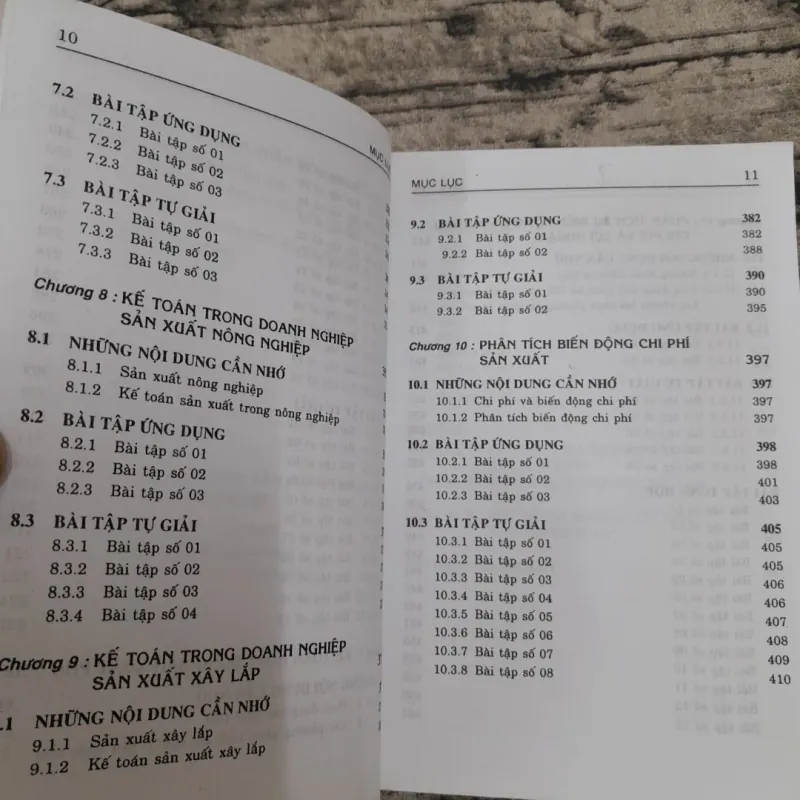 10
MỤC LỤC
7.2 BÀI TẬP ỨNG DỤNG
7.2.1 Bài tập số 01
7.2.2 Bài tập số 02
7.2.3 Bài tập số 03
7.3 BÀI TẬP TỰ GIẢI
7.3.1 Bài tập số 01
7.3.2 Bài tập số 02
7.3.3 Bài tập số 03
Chương 8 : KẾ TOÁN TRONG DOANH NGHIỆP
SẢN XUẤT NÔNG NGHIỆP
8.1 NHỮNG NỘI DUNG CẦN NHỚ
8.1.1 Sản xuất nông nghiệp
8.1.2 Kế toán sản xuất trong nông nghiệp
8.2 BÀI TẬP ỨNG DỤNG
8.2.1 Bài tập số 01
8.2.2 Bài tập số 02
8.2.3 Bài tập số 03
8.3 BÀI TẬP TỰ GIẢI
8.3.1 Bài tập số 01
8.3.2 Bài tập số 02
8.3.3 Bài tập số 03
8.3.4 Bài tập số 04
Chương 9 : KẾ TOÁN TRONG DOANH NGHIỆP
SẢN XUẤT XÂY LẮP
.1 NHỮNG NỘI DUNG CẦN NHỚ
9.1.1 Sản xuất xây lắp
9.1.2 Kế toán sản xuất xây lắp
MỤC LỤC 11
9.2 BÀI TẬP ỨNG DỤNG 382
9.2.1 Bài tập số 01 382
9.2.2 Bài tập số 02 388
9.3 BÀI TẬP TỰ GIẢI 390
9.3.1 Bài tập số 01 390
9.3.2 Bài tập số 02 395
Chương 10 : PHÂN TÍCH BIẾN ĐỘNG CHI PHÍ
SẢN XUẤT 397
10.1 NHỮNG NỘI DUNG CẦN NHỚ 397
10.1.1 Chi phí và biến động chi phí 397
10.1.2 Phân tích biến động chi phí 397
10.2 BÀI TẬP ỨNG DỤNG 398
10.2.1 Bài tập số 01 398
10.2.2 Bài tập số 02 401
10.2.3 Bài tập số 03 403
10.3 BÀI TẬP TỰ GIẢI 405
10.3.1 Bài tập số 01 405
10.3.2 Bài tập số 02 405
10.3.3 Bài tập số 03 406
10.3.4 Bài tập số 04 406
10.3.5 Bài tập số 05 407
10.3.6 Bài tập số 06 408
10.3.7 Bài tập số 07 409
10.3.8 Bài tập số 08 410